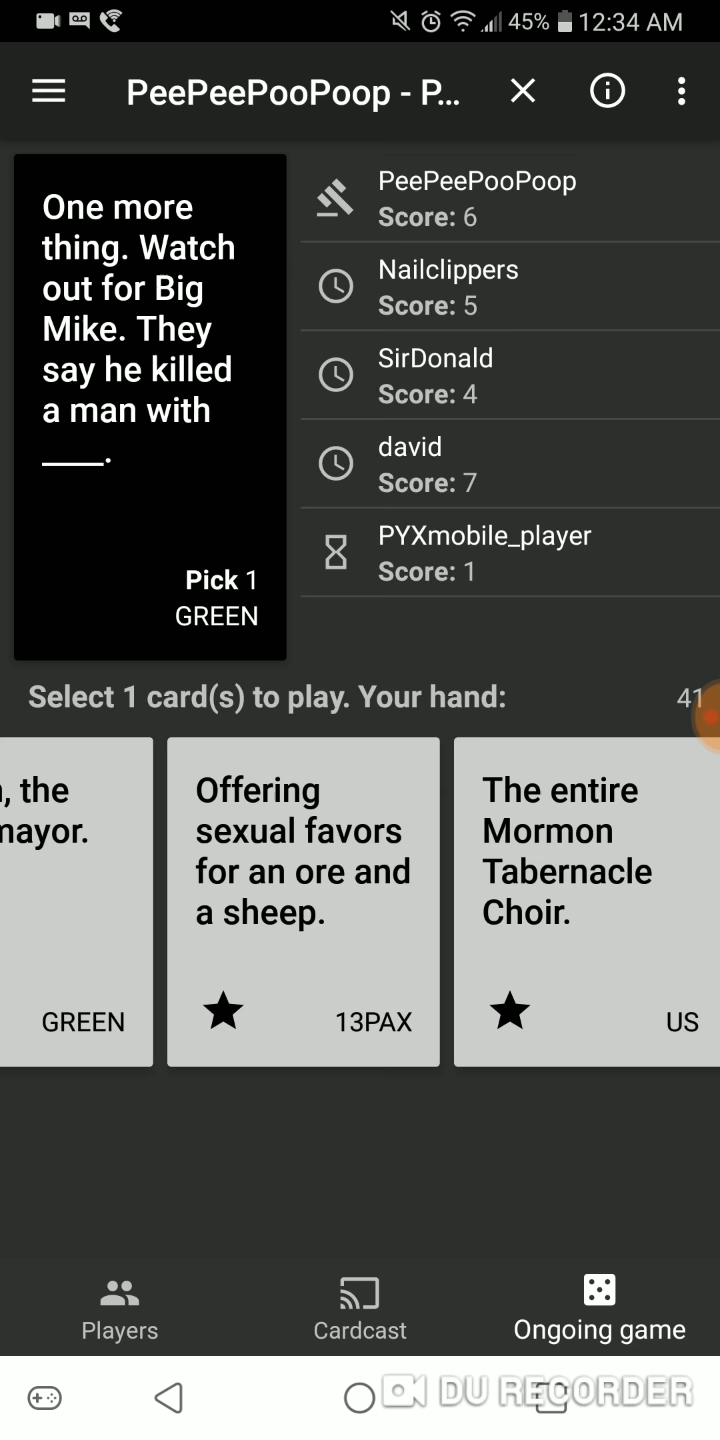 45% 12:34 AM
PeePeePooPoop - P...
One more
thing. Watch
out for Big
Mike. They
say he killed
a man with
____.
Pick 1
GREEN
PeePeePooPoop
Score: 6
Nailclippers
Score: 5
SirDonald
Score: 4
david
Score: 7
PYXmobile_player
Score: 1
Select 1 card(s) to play. Your hand:
41
, the
mayor.
GREEN
Offering
sexual favors
for an ore and
a sheep.
13PAX
The entire
Mormon
Tabernacle
Choir.
US
Players
Cardcast
Ongoing game
DU RECORDER